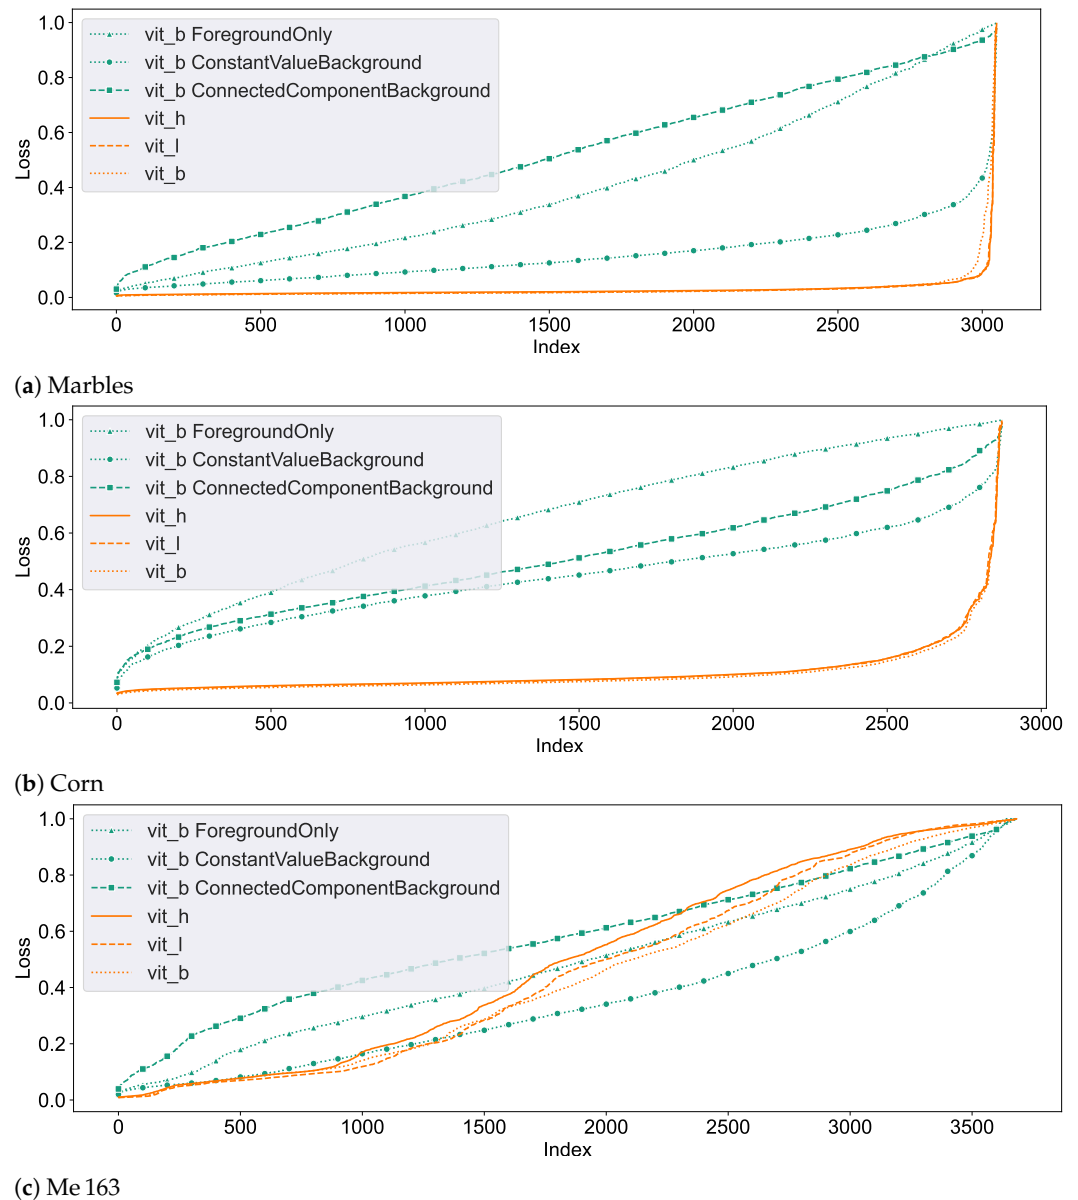 1.0
0.8
0.6
0.4
0.2
0.0
Loss
vit_b ForegroundOnly
vit_b ConstantValueBackground
vit_b ConnectedComponentBackground
vit_h
vit_l
vit_b
0 500 1000 1500 2000 2500 3000
Index
(a) Marbles
1.0
0.8
0.6
0.4
0.2
0.0
Loss
vit_b ForegroundOnly
vit_b ConstantValueBackground
vit_b ConnectedComponentBackground
vit_h
vit_l
vit_b
0 500 1000 1500 2000 2500 3000
Index
(b) Corn
1.0
0.8
0.6
0.4
0.2
0.0
Loss
vit_b ForegroundOnly
vit_b ConstantValueBackground
vit_b ConnectedComponentBackground
vit_h
vit_l
vit_b
0 500 1000 1500 2000 2500 3000 3500
Index
(c) Me 163